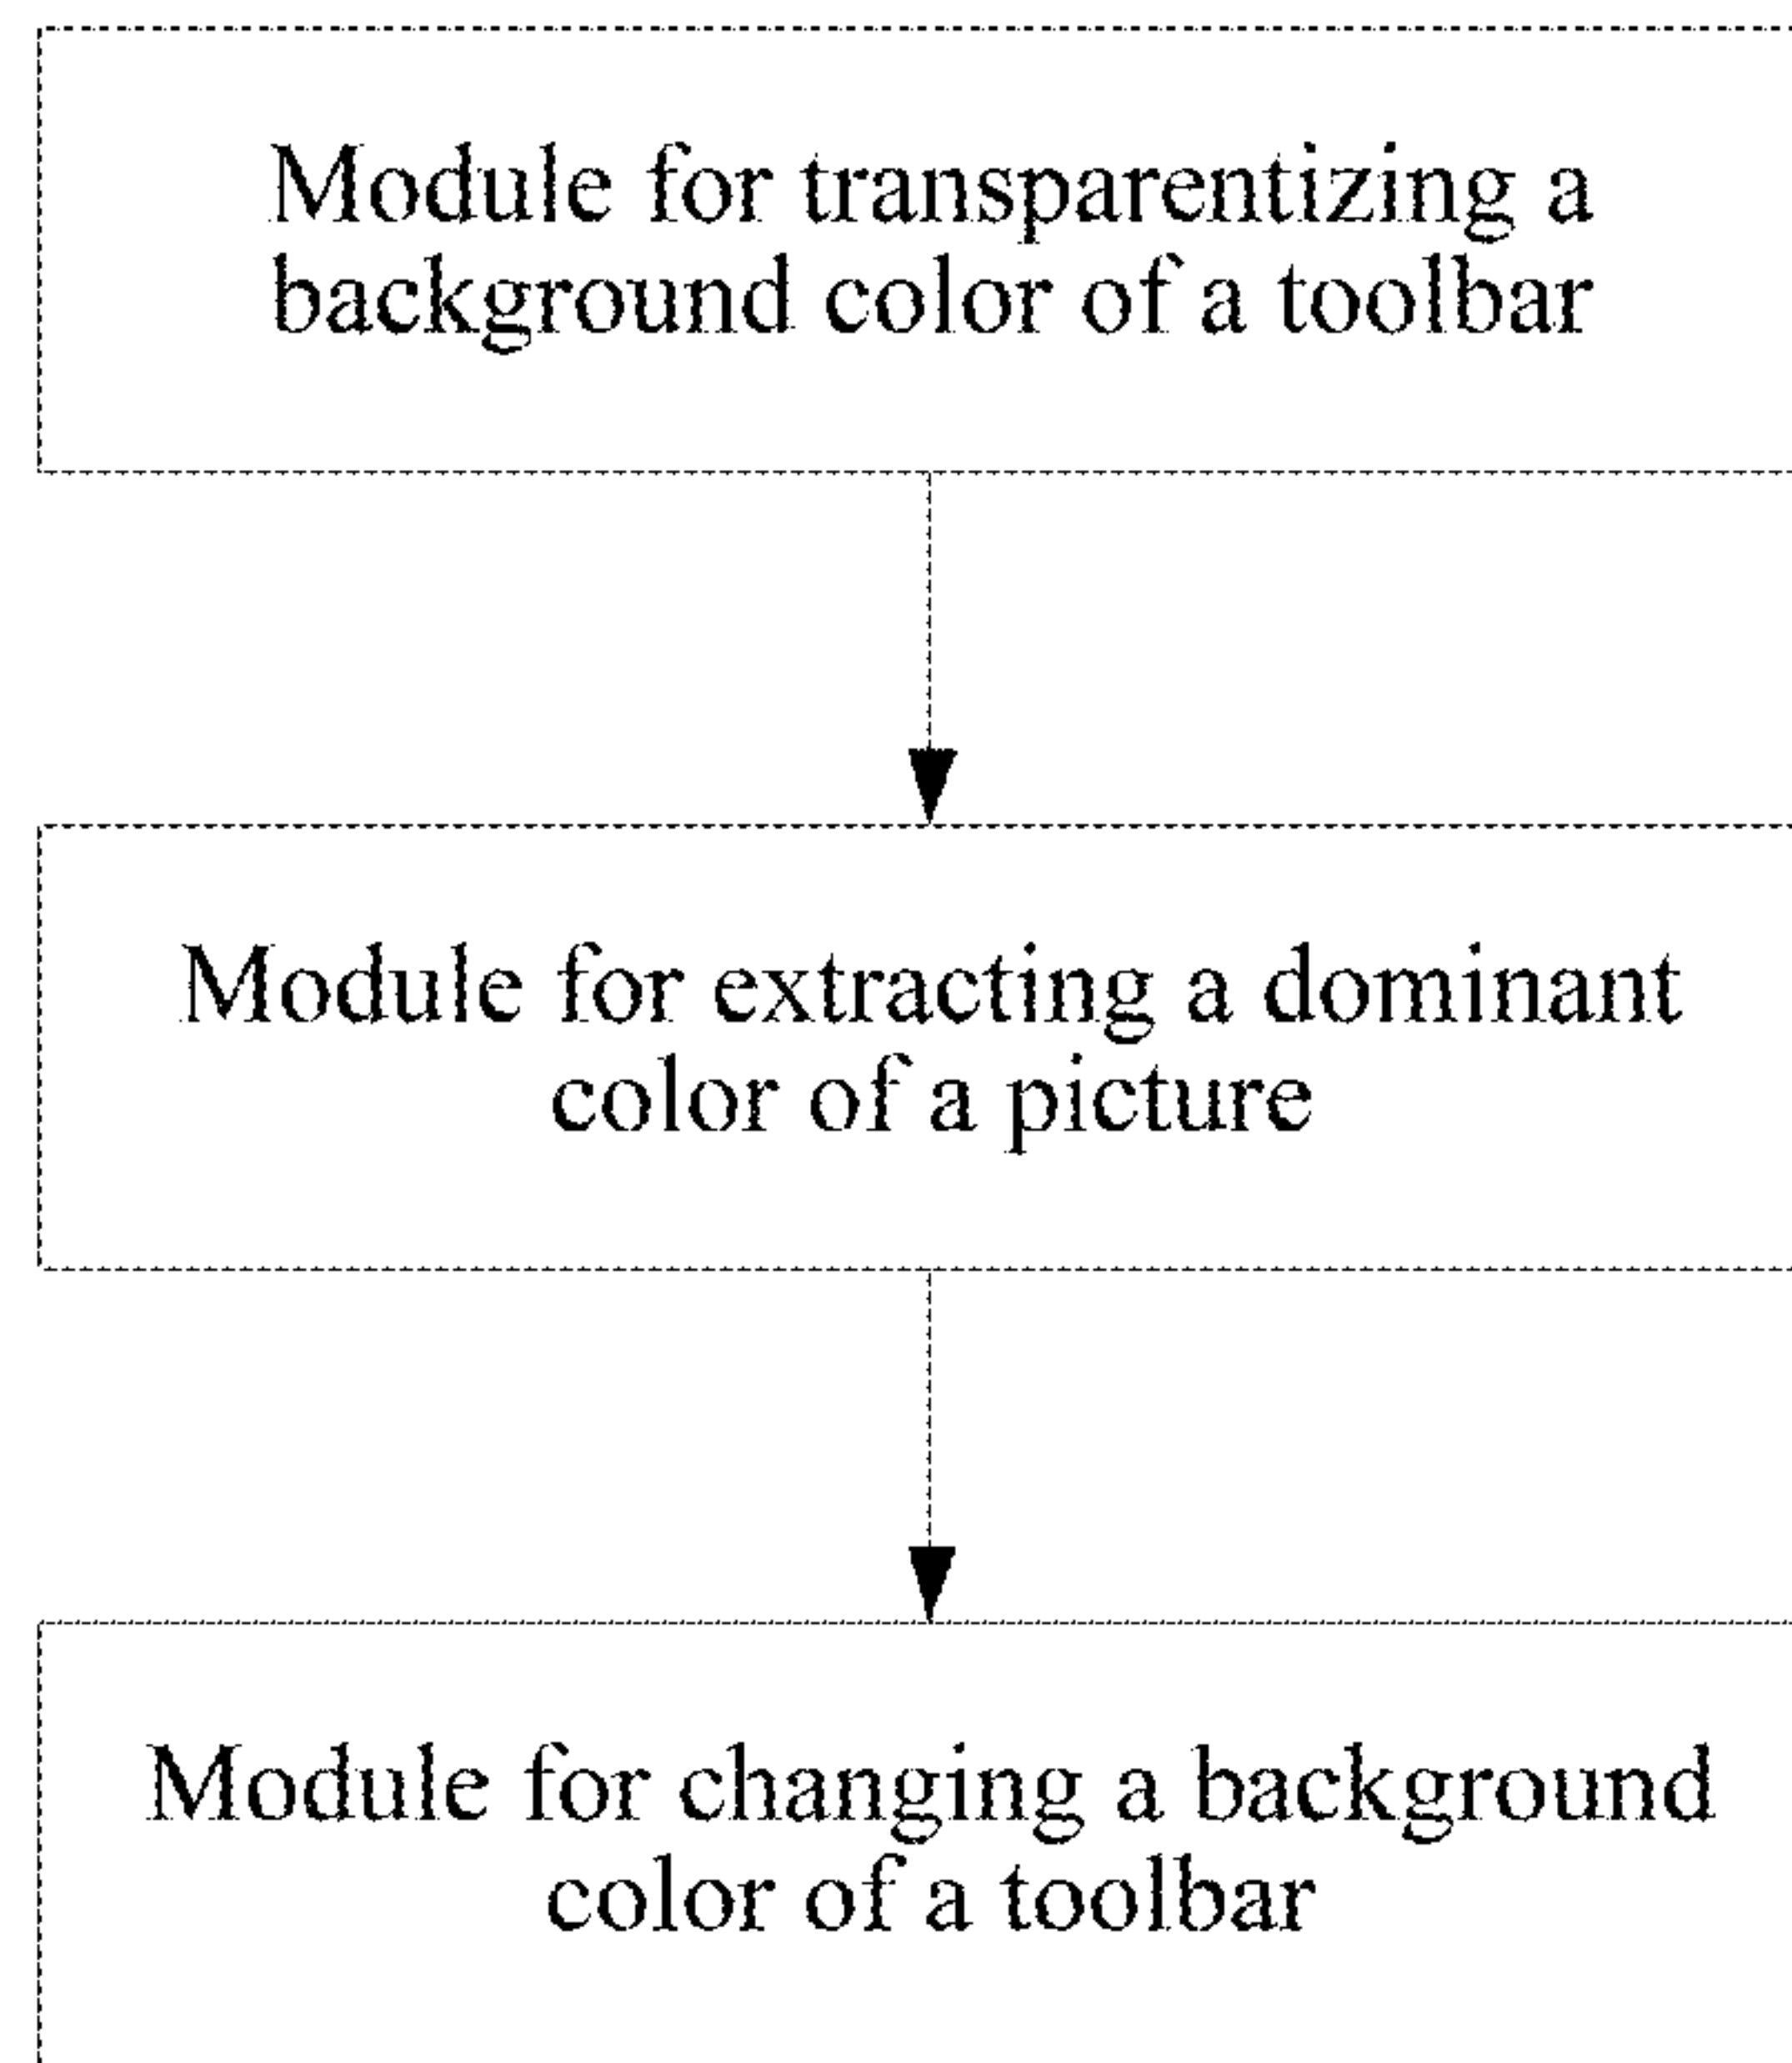 Module for transparentizing a
background color of a toolbar
Module for extracting a dominant
color of a picture
Module for changing a background
color of a toolbar